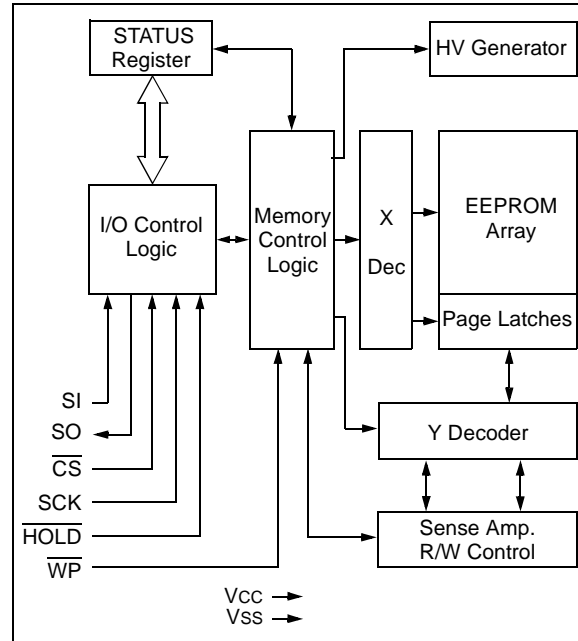 STATUS
Register
HV Generator
I/O Control
Logic
Memory
Control
Logic
X
Dec
EEPROM
Array
Page Latches
SI
SO
CS
SCK
HOLD
WP
Y Decoder
Sense Amp.
R/W Control
VCC
VSS